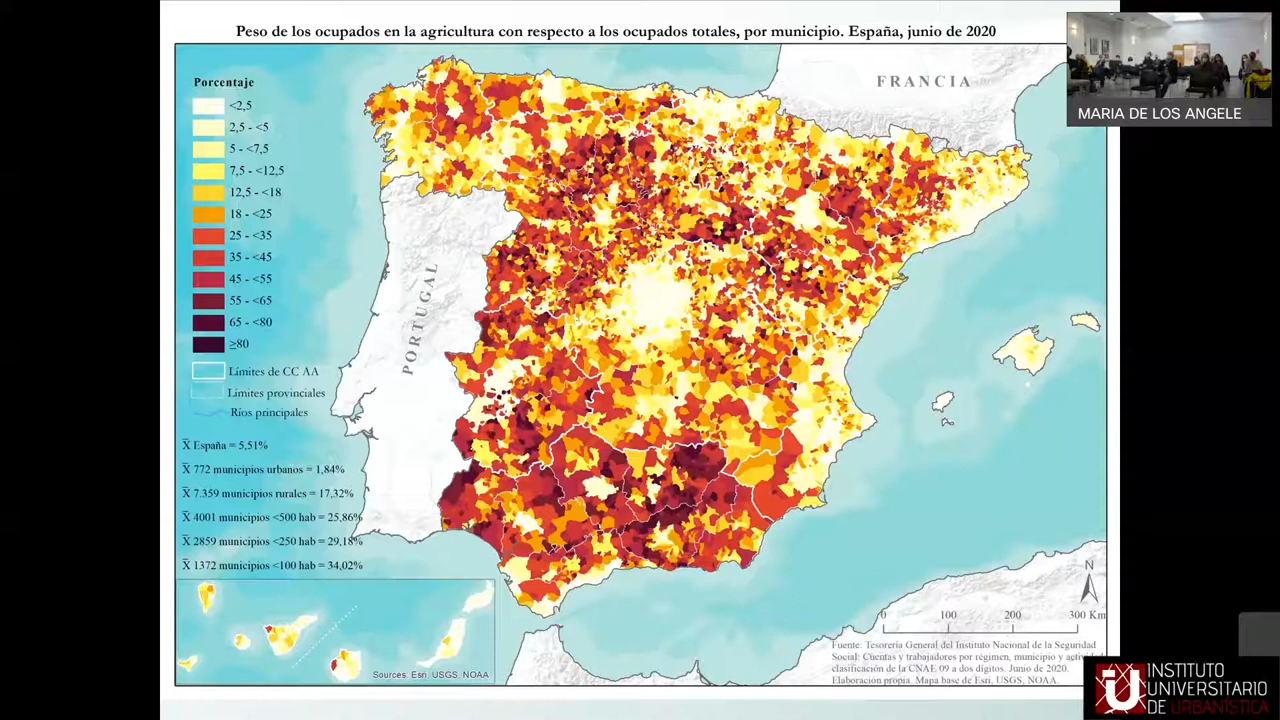 Peso de los ocupados en la agricultura con respecto a los ocupados totales, por municipio. España, junio de 2020
MARIA DE LOS ANGELE
FRANCIA
PORTUGAL
Porcentaje
<2,5
2,5 - <5
5 - <7,5
7,5 - <12,5
12,5 - <18
18 - <25
25 - <35
35 - <45
45 - <55
55 - <65
65 - <80
≥80
Límites de CC AA
Límites provinciales
Ríos principales
X̅ España = 5,51%
X̅ 772 municipios urbanos = 1,84%
X̅ 7.359 municipios rurales = 17,32%
X̅ 4001 municipios <500 hab = 25,86%
X̅ 2859 municipios <250 hab = 29,18%
X̅ 1372 municipios <100 hab = 34,02%
Sources: Esri, USGS, NOAA
N
0 100 200 300 Km
Fuente: Tesorería General del Instituto Nacional de la Seguridad
Social: Cuentas y trabajadores por régimen, municipio y activid
clasificación de la CNAE 09 a dos dígitos. Junio de 2020.
Elaboración propia. Mapa base de Esri, USGS, NOAA.
INSTITUTO
UNIVERSITARIO
DE URBANÍSTICA